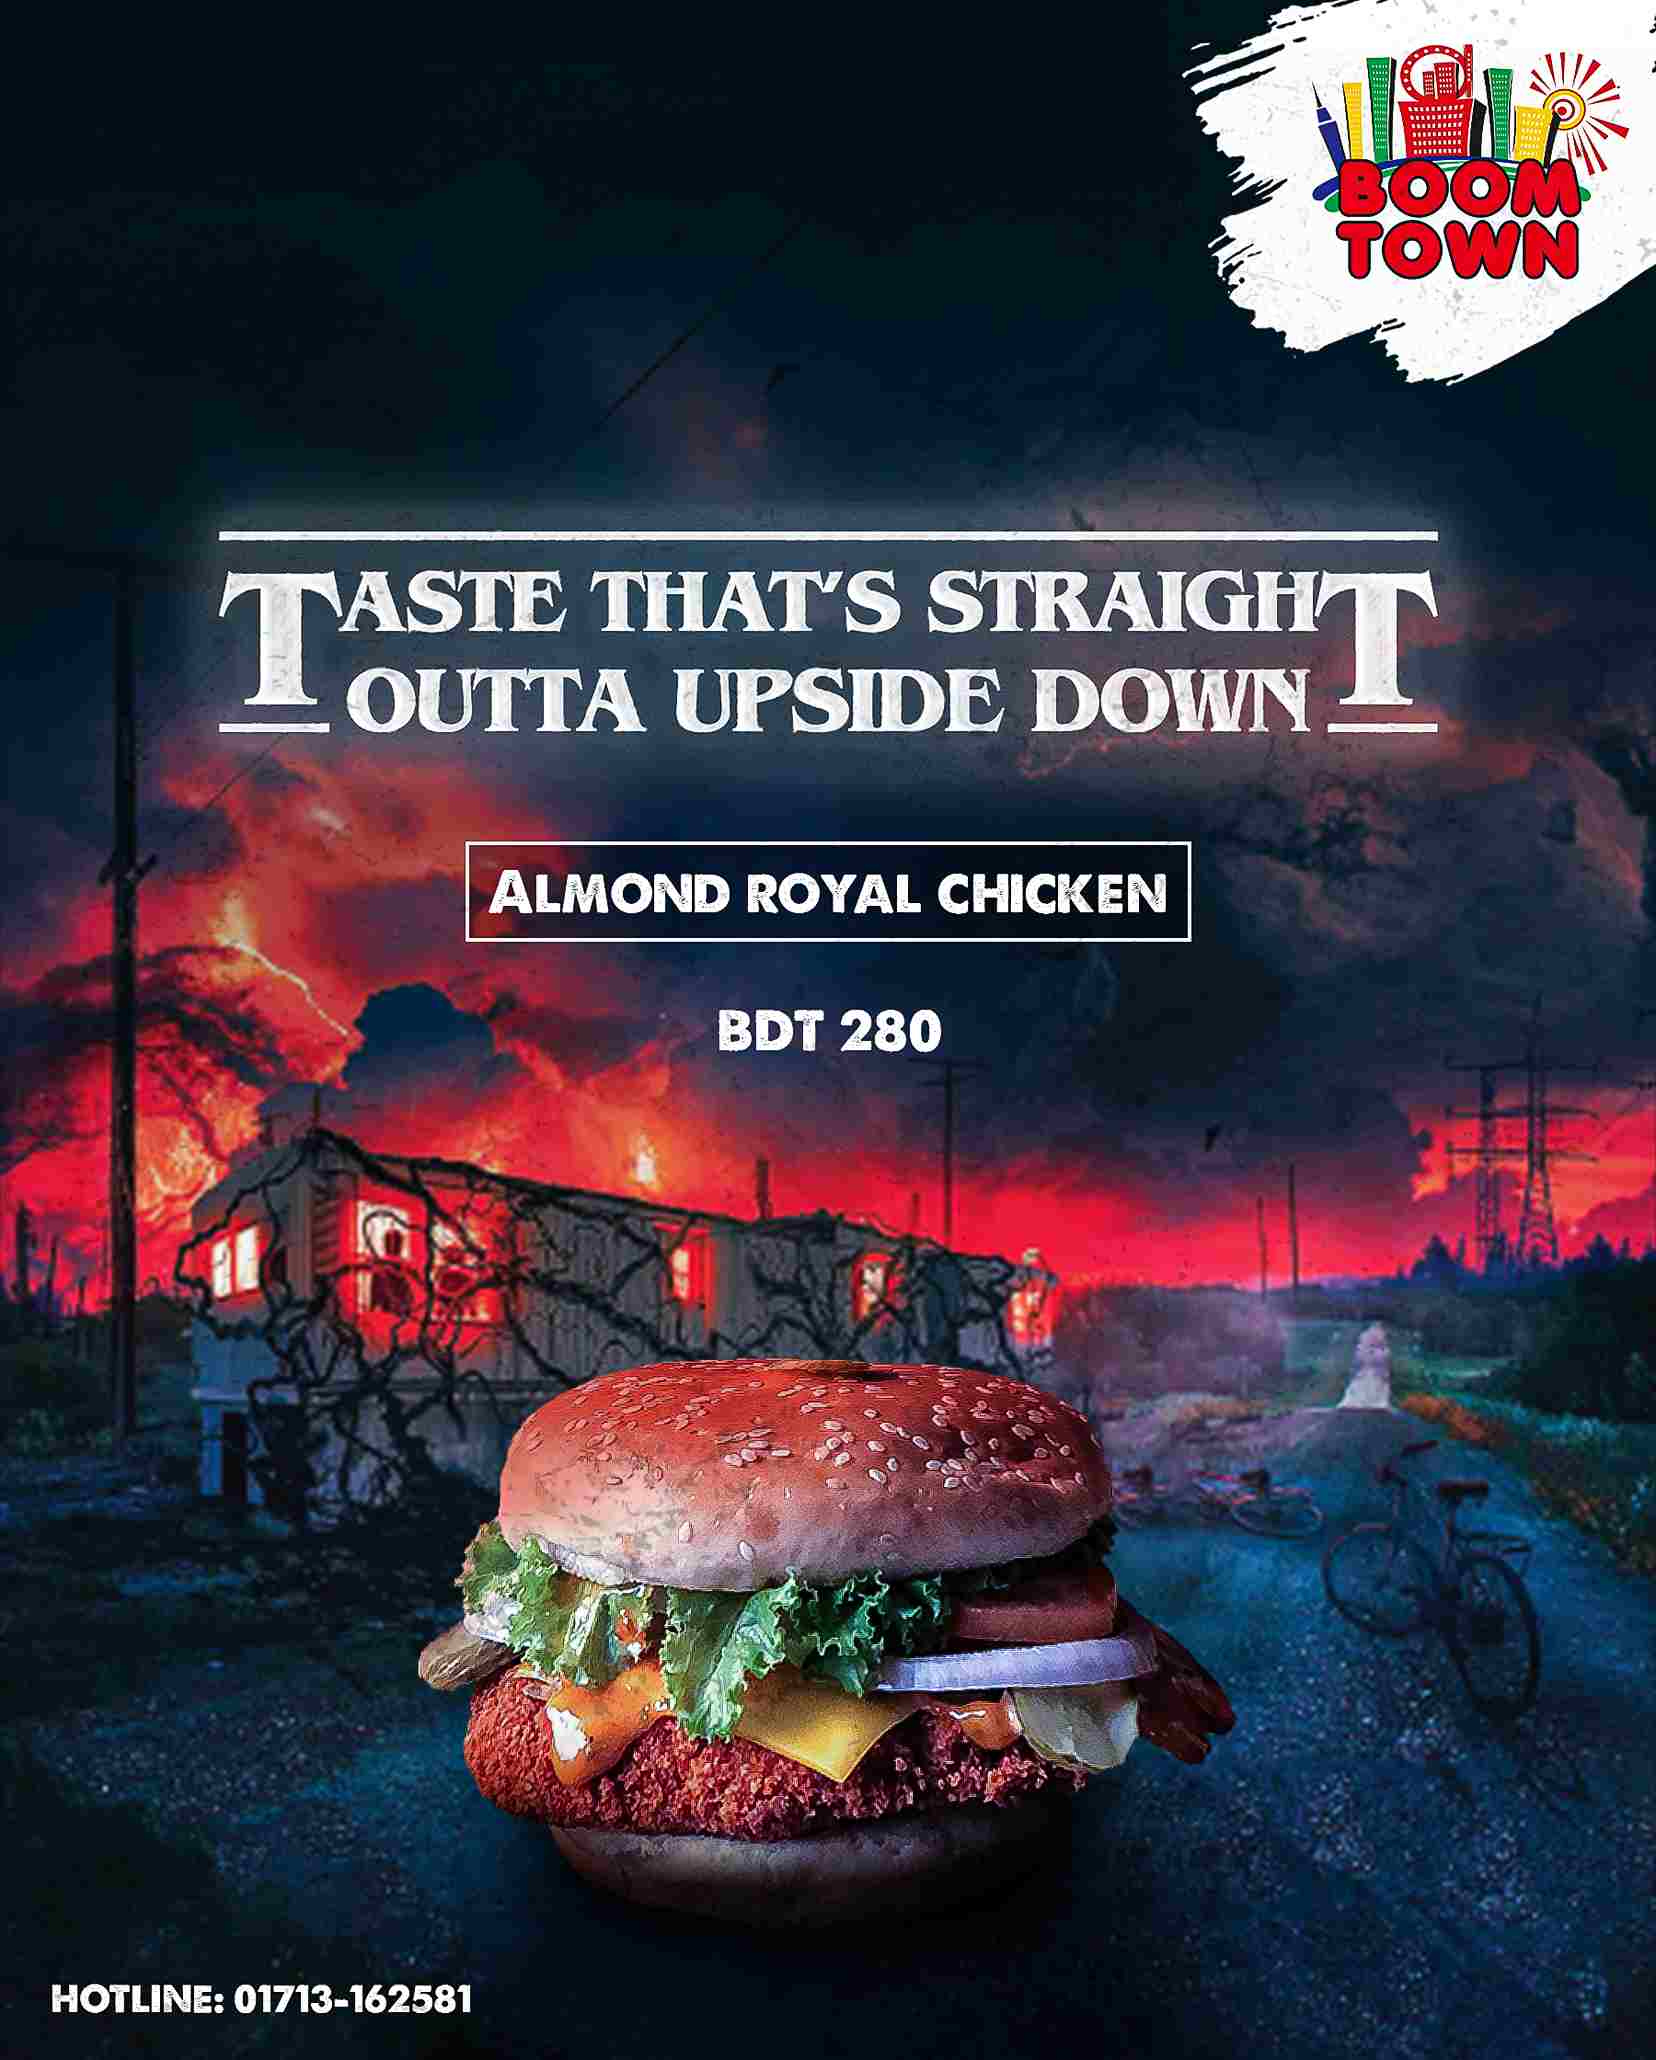 BOOM
TOWN
TASTE THAT'S STRAIGHT
OUTTA UPSIDE DOWN
ALMOND ROYAL CHICKEN
BDT 280
HOTLINE: 01713-162581